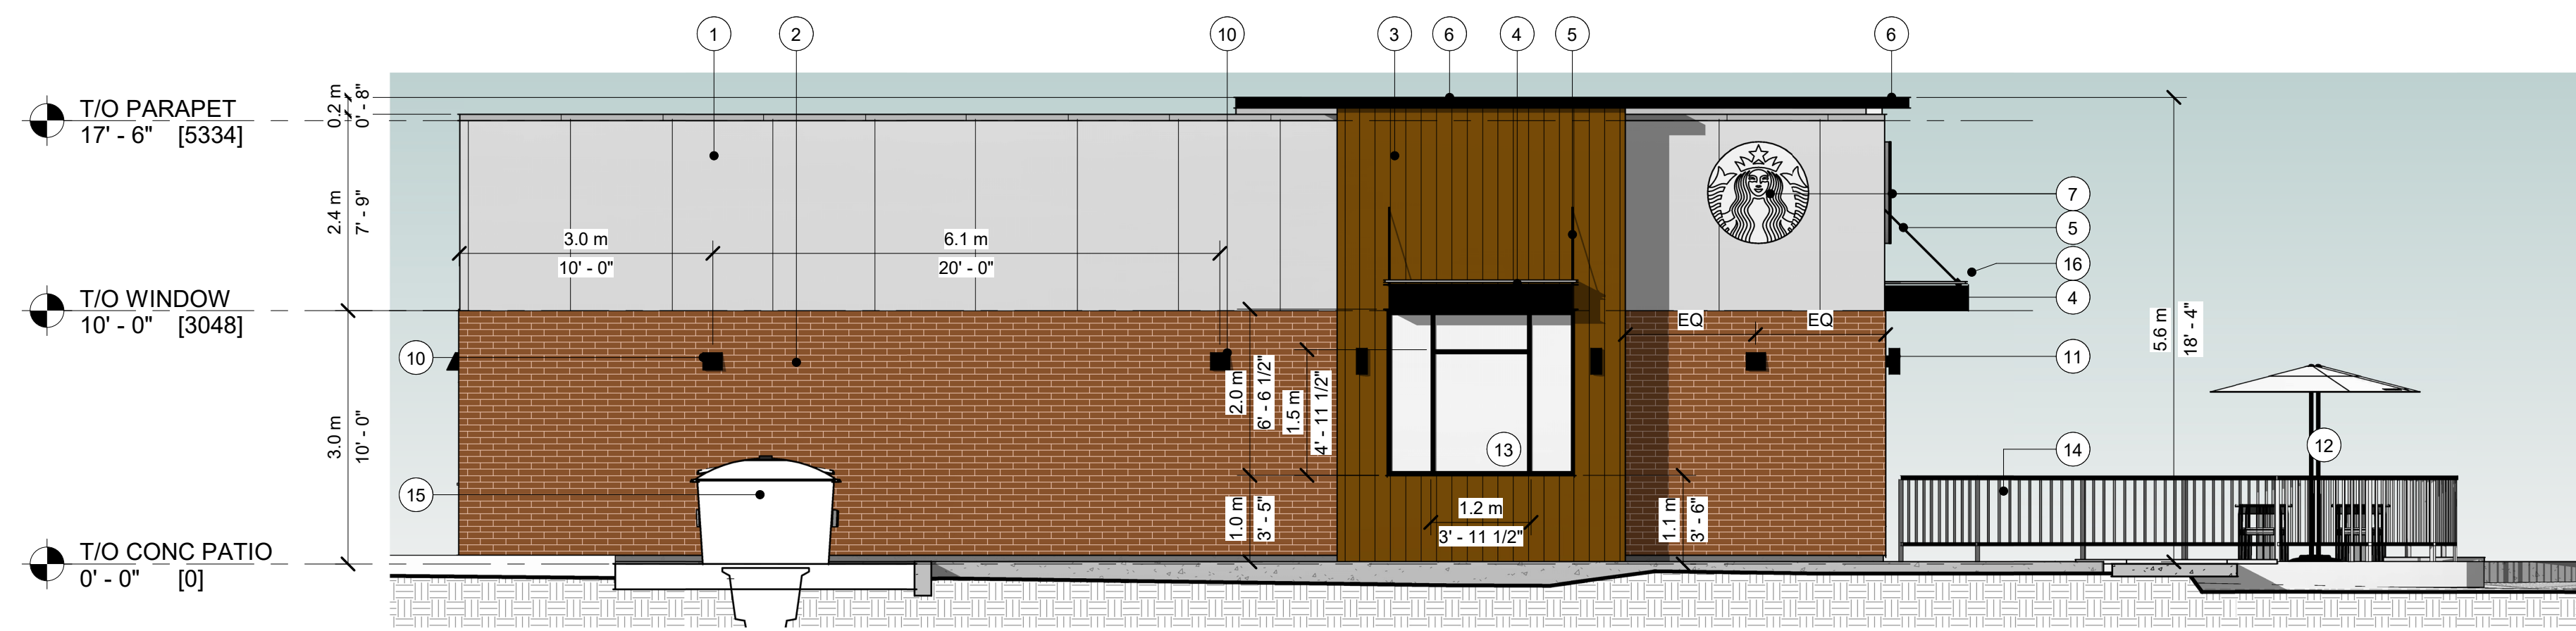 1
2
10
3
6
4
5
6
T/O PARAPET
17' - 6" [5334]
0.2 m
0' - 8"
2.4 m
7' - 9"
3.0 m
10' - 0"
6.1 m
20' - 0"
7
5
16
4
T/O WINDOW
10' - 0" [3048]
EQ
EQ
5.6 m
18' - 4"
10
11
2.0 m
6' - 6 1/2"
1.5 m
4' - 11 1/2"
3.0 m
10' - 0"
13
12
14
15
1.0 m
3' - 5"
1.2 m
3' - 11 1/2"
1.1 m
3' - 6"
T/O CONC PATIO
0' - 0" [0]